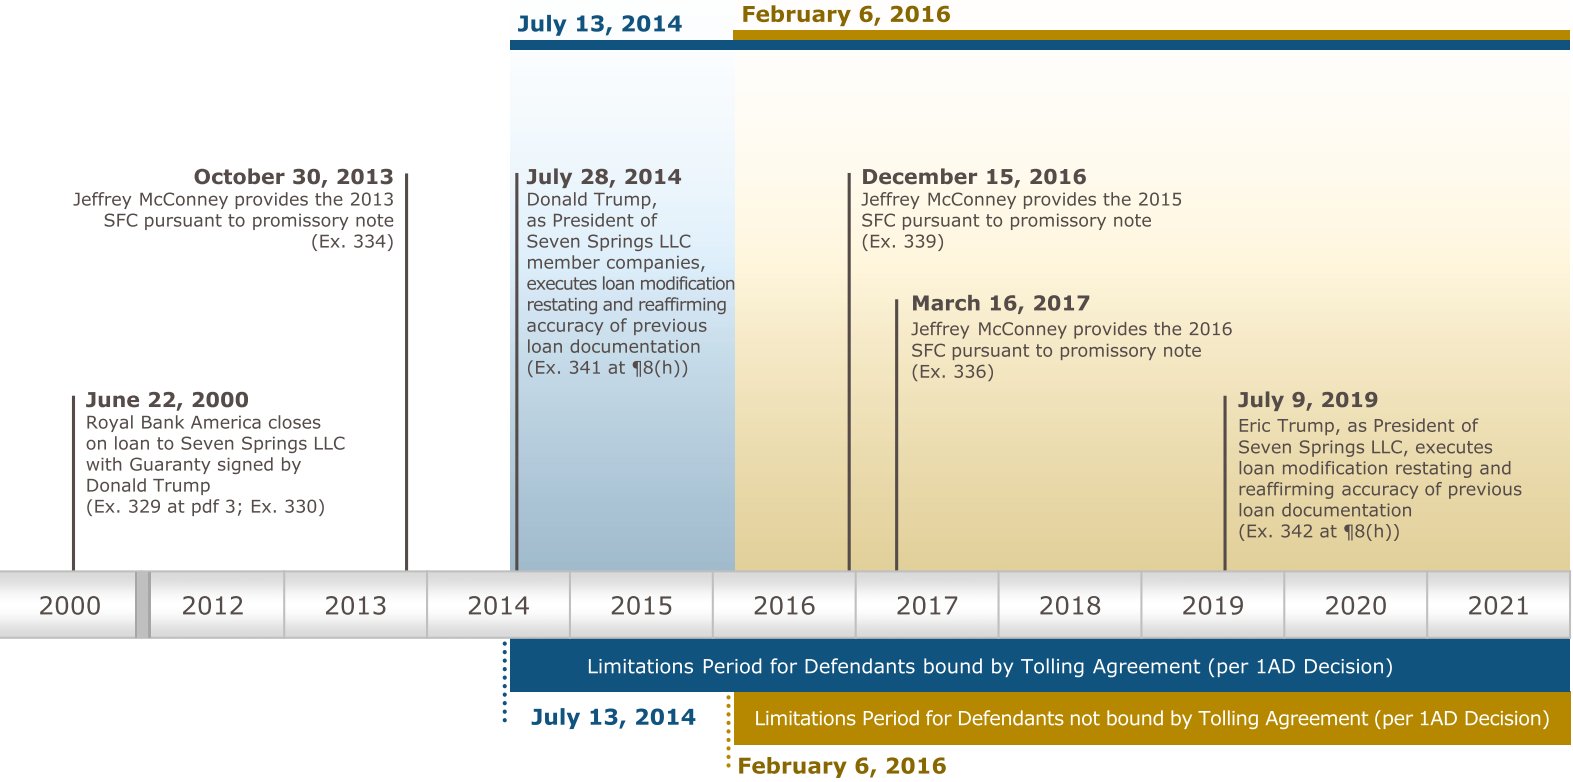 July 13, 2014
February 6, 2016
October 30, 2013
Jeffrey McConney provides the 2013
SFC pursuant to promissory note
(Ex. 334)
July 28, 2014
Donald Trump,
as President of
Seven Springs LLC
member companies,
executes loan modification
restating and reaffirming
accuracy of previous
loan documentation
(Ex. 341 at ¶8(h))
December 15, 2016
Jeffrey McConney provides the 2015
SFC pursuant to promissory note
(Ex. 339)
March 16, 2017
Jeffrey McConney provides the 2016
SFC pursuant to promissory note
(Ex. 336)
June 22, 2000
Royal Bank America closes
on loan to Seven Springs LLC
with Guaranty signed by
Donald Trump
(Ex. 329 at pdf 3; Ex. 330)
July 9, 2019
Eric Trump, as President of
Seven Springs LLC, executes
loan modification restating and
reaffirming accuracy of previous
loan documentation
(Ex. 342 at ¶8(h))
2000 2012 2013 2014 2015 2016 2017 2018 2019 2020 2021
Limitations Period for Defendants bound by Tolling Agreement (per 1AD Decision)
July 13, 2014
Limitations Period for Defendants not bound by Tolling Agreement (per 1AD Decision)
February 6, 2016